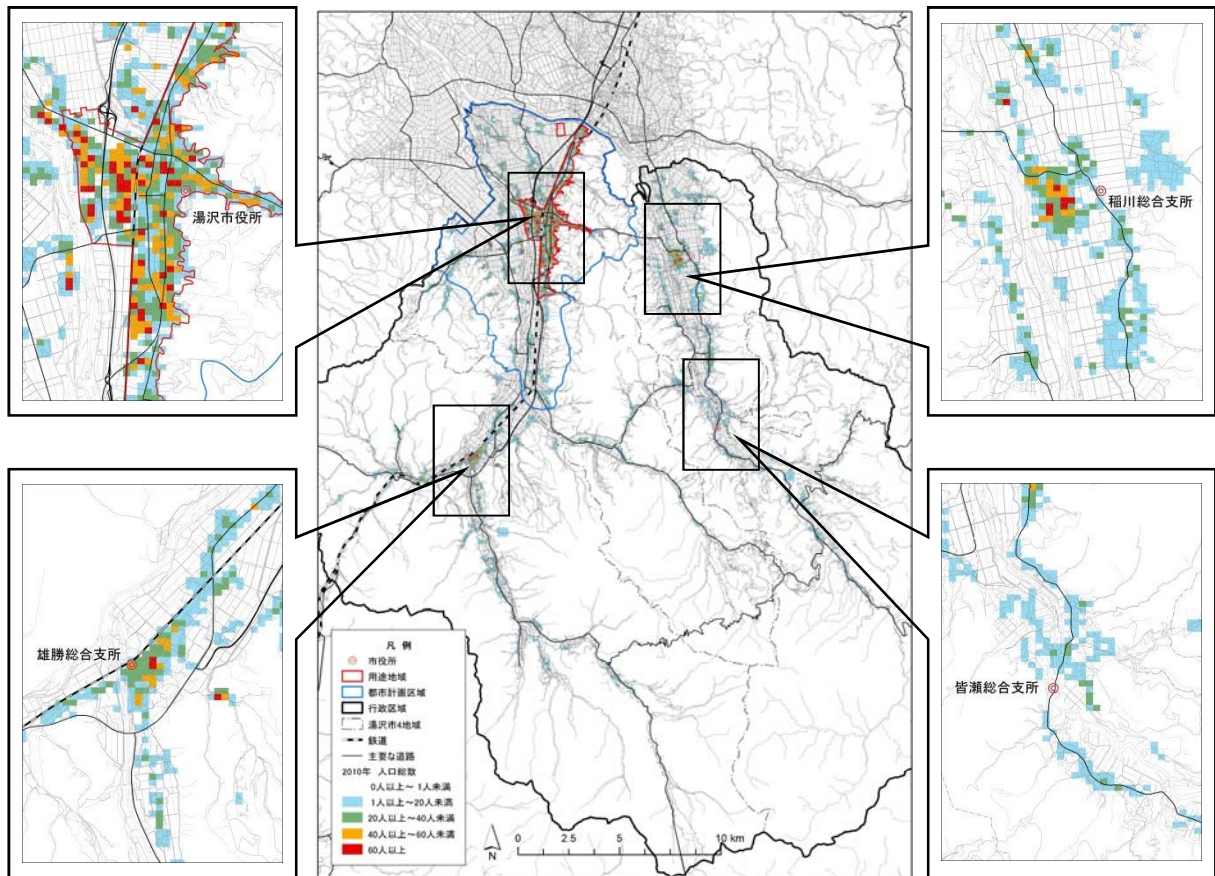 湯沢市役所
稲川総合支所
雄勝総合支所
皆瀬総合支所
凡 例
市役所
用途地域
都市計画区域
行政区域
湯沢市4地域
鉄道
主要な道路
2010年 人口総数
0人以上～ 1人未満
1人以上～20人未満
20人以上～40人未満
40人以上～60人未満
60人以上
N
0 2.5 5 10 km